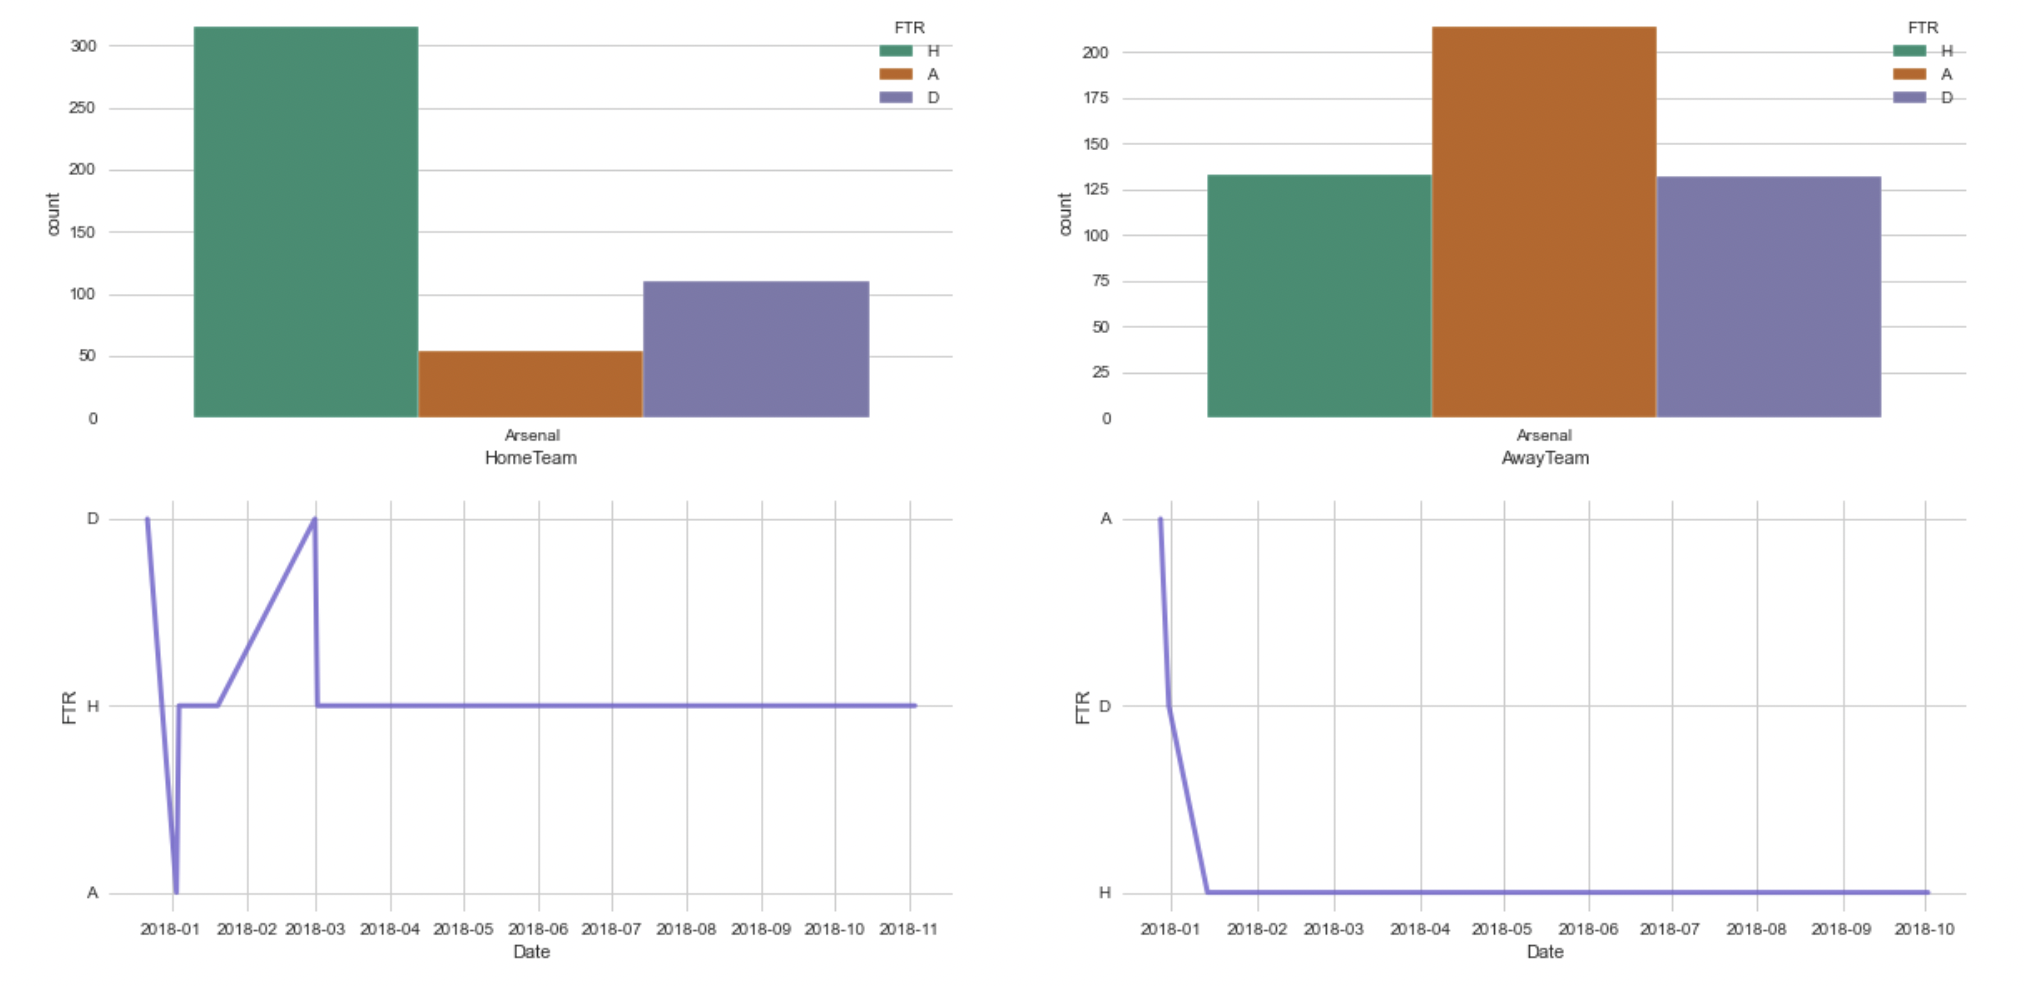 FTR
H
A
D
300
250
200
150
100
50
0
count
Arsenal
HomeTeam
FTR
H
A
D
200
175
150
125
100
75
50
25
0
count
Arsenal
AwayTeam
D
H
A
FTR
2018-01 2018-02 2018-03 2018-04 2018-05 2018-06 2018-07 2018-08 2018-09 2018-10 2018-11
Date
A
D
H
FTR
2018-01 2018-02 2018-03 2018-04 2018-05 2018-06 2018-07 2018-08 2018-09 2018-10
Date